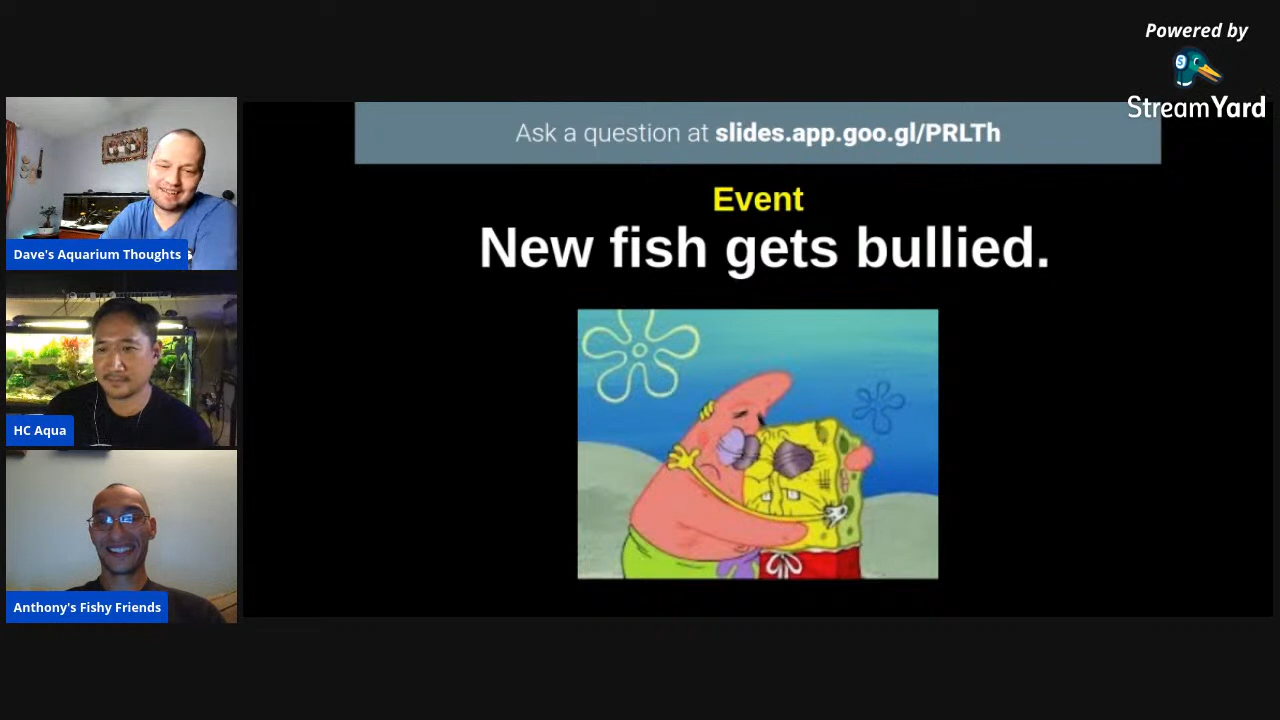 Powered by
StreamYard
Ask a question at slides.app.goo.gl/PRLTh
Event
New fish gets bullied.
Dave's Aquarium Thoughts
HC Aqua
Anthony's Fishy Friends